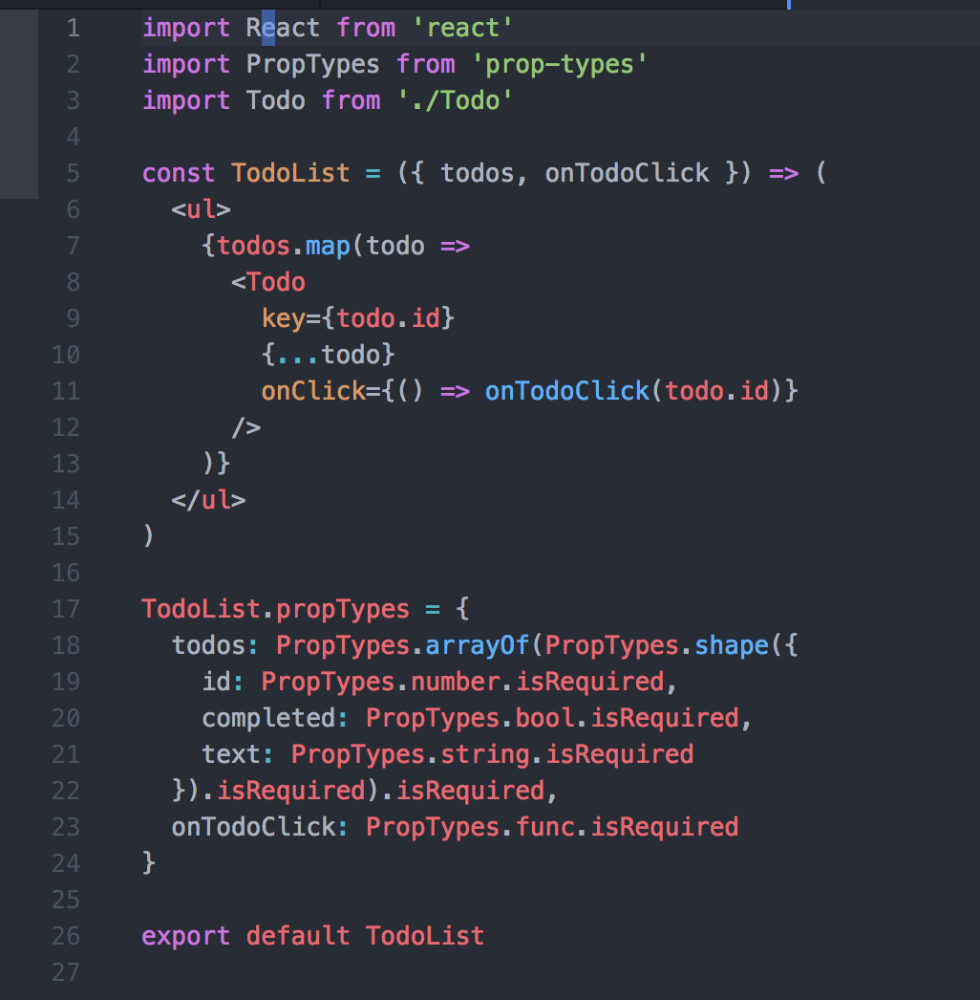 1 import React from 'react'
2 import PropTypes from 'prop-types'
3 import Todo from './Todo'
4
5 const TodoList = ({ todos, onTodoClick }) => (
6   <ul>
7     {todos.map(todo =>
8       <Todo
9         key={todo.id}
10         {...todo}
11         onClick={() => onTodoClick(todo.id)}
12       />
13     )}
14   </ul>
15 )
16
17 TodoList.propTypes = {
18   todos: PropTypes.arrayOf(PropTypes.shape({
19     id: PropTypes.number.isRequired,
20     completed: PropTypes.bool.isRequired,
21     text: PropTypes.string.isRequired
22   }).isRequired).isRequired,
23   onTodoClick: PropTypes.func.isRequired
24 }
25
26 export default TodoList
27